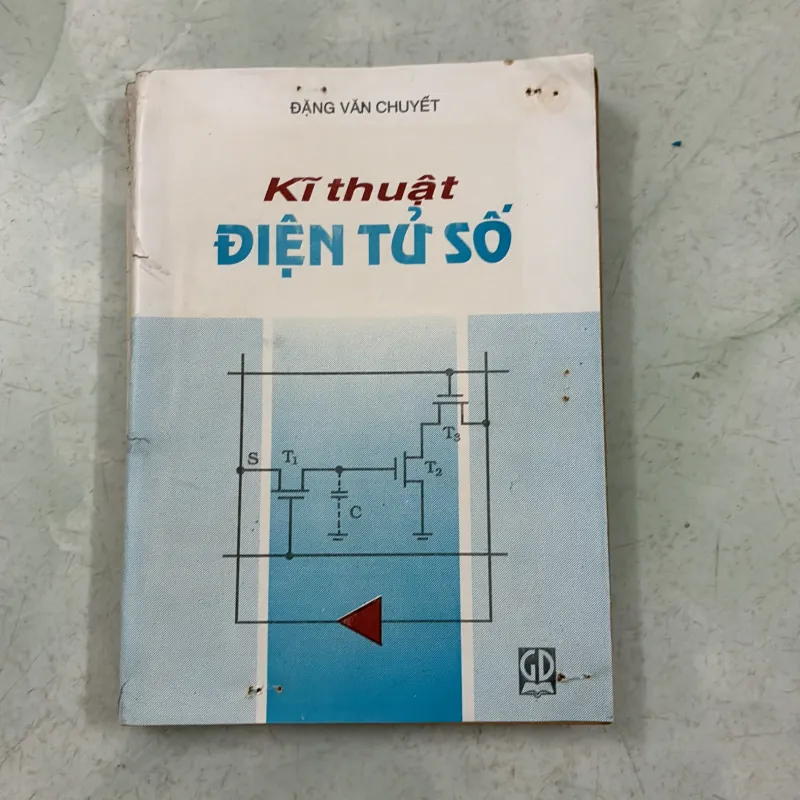 ĐẶNG VĂN CHUYẾT
Kĩ thuật
ĐIỆN TỬ SỐ
T3
S T1
T2
C
GD